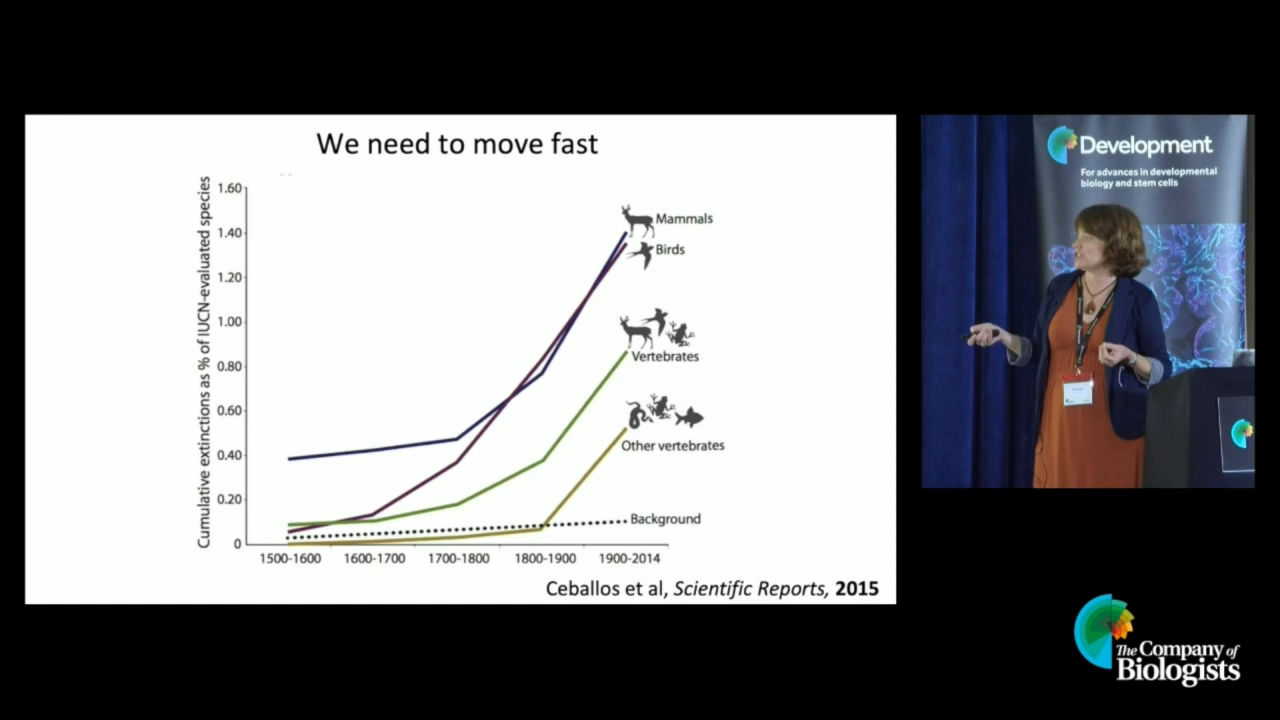 We need to move fast
Cumulative extinctions as % of IUCN-evaluated species
1.60
1.40
1.20
1.00
0.80
0.60
0.40
0.20
0
Mammals
Birds
Vertebrates
Other vertebrates
Background
1500-1600 1600-1700 1700-1800 1800-1900 1900-2014
Ceballos et al, Scientific Reports, 2015
Development
For advances in developmental
biology and stem cells
The Company of
Biologists